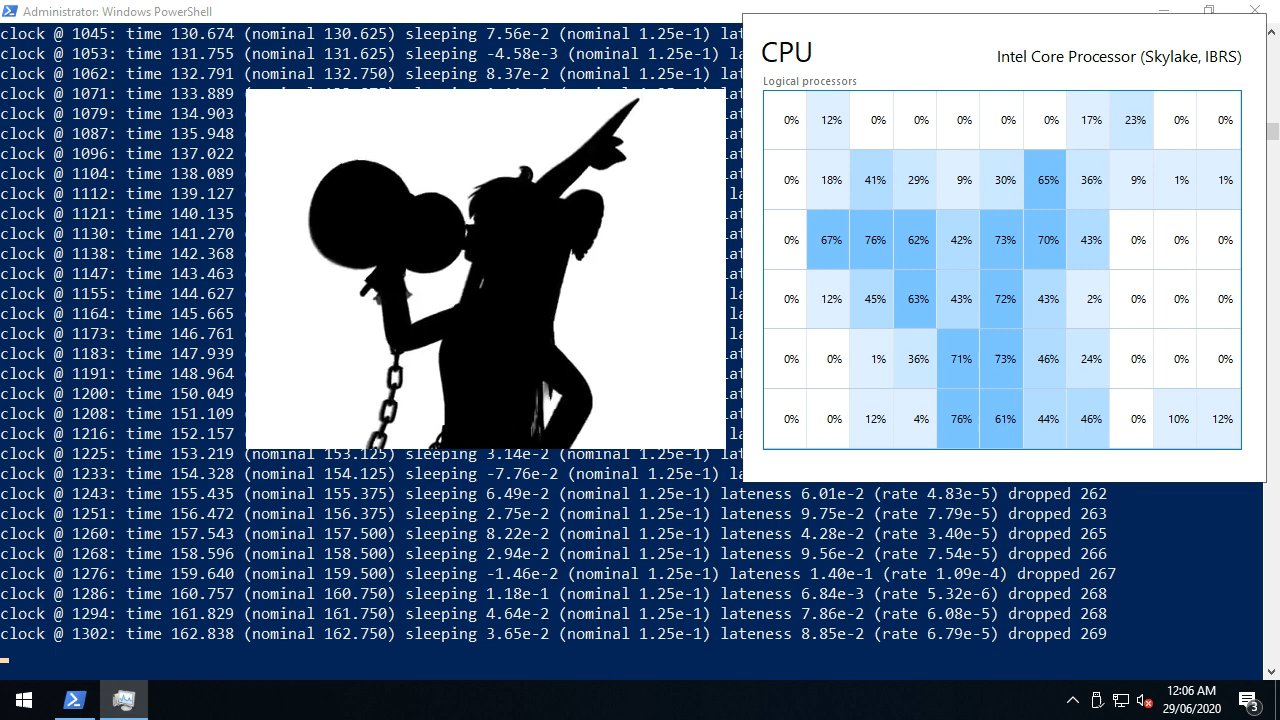 Administrator: Windows PowerShell
clock @ 1045: time 130.674 (nominal 130.625) sleeping 7.56e-2 (nominal 1.25e-1)
clock @ 1053: time 131.755 (nominal 131.625) sleeping -4.58e-3 (nominal 1.25e-1)
clock @ 1062: time 132.791 (nominal 132.750) sleeping 8.37e-2 (nominal 1.25e-1)
clock @ 1071: time 133.889
clock @ 1079: time 134.903
clock @ 1087: time 135.948
clock @ 1096: time 137.022
clock @ 1104: time 138.089
clock @ 1112: time 139.127
clock @ 1121: time 140.135
clock @ 1130: time 141.270
clock @ 1138: time 142.368
clock @ 1147: time 143.463
clock @ 1155: time 144.627
clock @ 1164: time 145.665
clock @ 1173: time 146.761
clock @ 1183: time 147.939
clock @ 1191: time 148.964
clock @ 1200: time 150.049
clock @ 1208: time 151.109
clock @ 1216: time 152.157
clock @ 1225: time 153.219 (nominal 153.125) sleeping 3.14e-2 (nominal 1.25e-1)
clock @ 1233: time 154.328 (nominal 154.125) sleeping -7.76e-2 (nominal 1.25e-1)
clock @ 1243: time 155.435 (nominal 155.375) sleeping 6.49e-2 (nominal 1.25e-1) lateness 6.01e-2 (rate 4.83e-5) dropped 262
clock @ 1251: time 156.472 (nominal 156.375) sleeping 2.75e-2 (nominal 1.25e-1) lateness 9.75e-2 (rate 7.79e-5) dropped 263
clock @ 1260: time 157.543 (nominal 157.500) sleeping 8.22e-2 (nominal 1.25e-1) lateness 4.28e-2 (rate 3.40e-5) dropped 265
clock @ 1268: time 158.596 (nominal 158.500) sleeping 2.94e-2 (nominal 1.25e-1) lateness 9.56e-2 (rate 7.54e-5) dropped 266
clock @ 1276: time 159.640 (nominal 159.500) sleeping -1.46e-2 (nominal 1.25e-1) lateness 1.40e-1 (rate 1.09e-4) dropped 267
clock @ 1286: time 160.757 (nominal 160.750) sleeping 1.18e-1 (nominal 1.25e-1) lateness 6.84e-3 (rate 5.32e-6) dropped 268
clock @ 1294: time 161.829 (nominal 161.750) sleeping 4.64e-2 (nominal 1.25e-1) lateness 7.86e-2 (rate 6.08e-5) dropped 268
clock @ 1302: time 162.838 (nominal 162.750) sleeping 3.65e-2 (nominal 1.25e-1) lateness 8.85e-2 (rate 6.79e-5) dropped 269
CPU
Intel Core Processor (Skylake, IBRS)
Logical processors
0% 12% 0% 0% 0% 0% 0% 17% 23% 0% 0%
0% 18% 41% 29% 9% 30% 65% 36% 9% 1% 1%
0% 67% 76% 62% 42% 73% 70% 43% 0% 0% 0%
0% 12% 45% 63% 43% 72% 43% 2% 0% 0% 0%
0% 0% 1% 36% 71% 73% 46% 24% 0% 0% 0%
0% 0% 12% 4% 76% 61% 44% 46% 0% 10% 12%
12:06 AM
29/06/2020
3